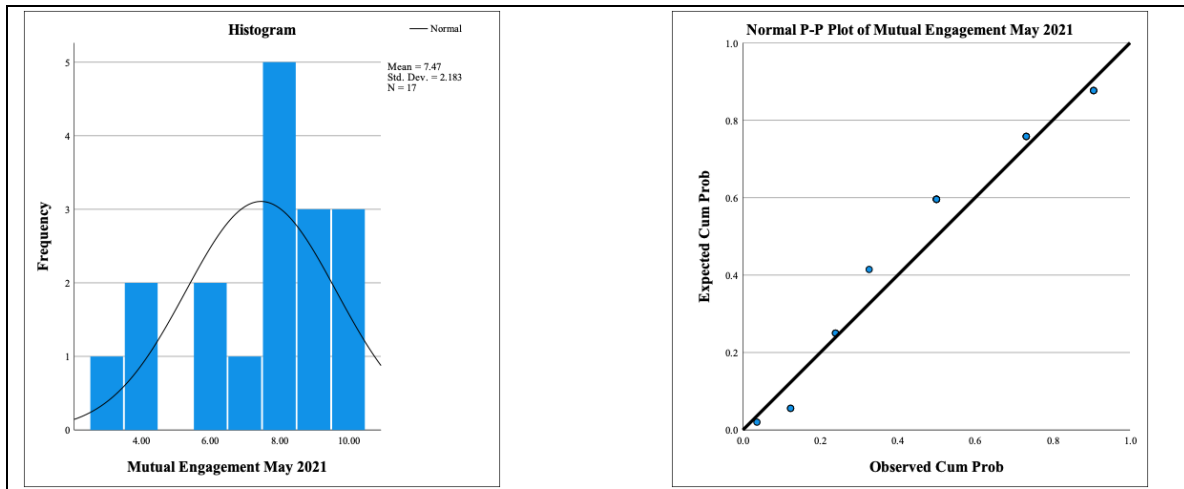 Histogram
Normal
Mean = 7.47
Std. Dev. = 2.183
N = 17
5
4
3
2
1
0
Frequency
4.00 6.00 8.00 10.00
Mutual Engagement May 2021
Normal P-P Plot of Mutual Engagement May 2021
1.0
0.8
0.6
0.4
0.2
0.0
Expected Cum Prob
0.0 0.2 0.4 0.6 0.8 1.0
Observed Cum Prob